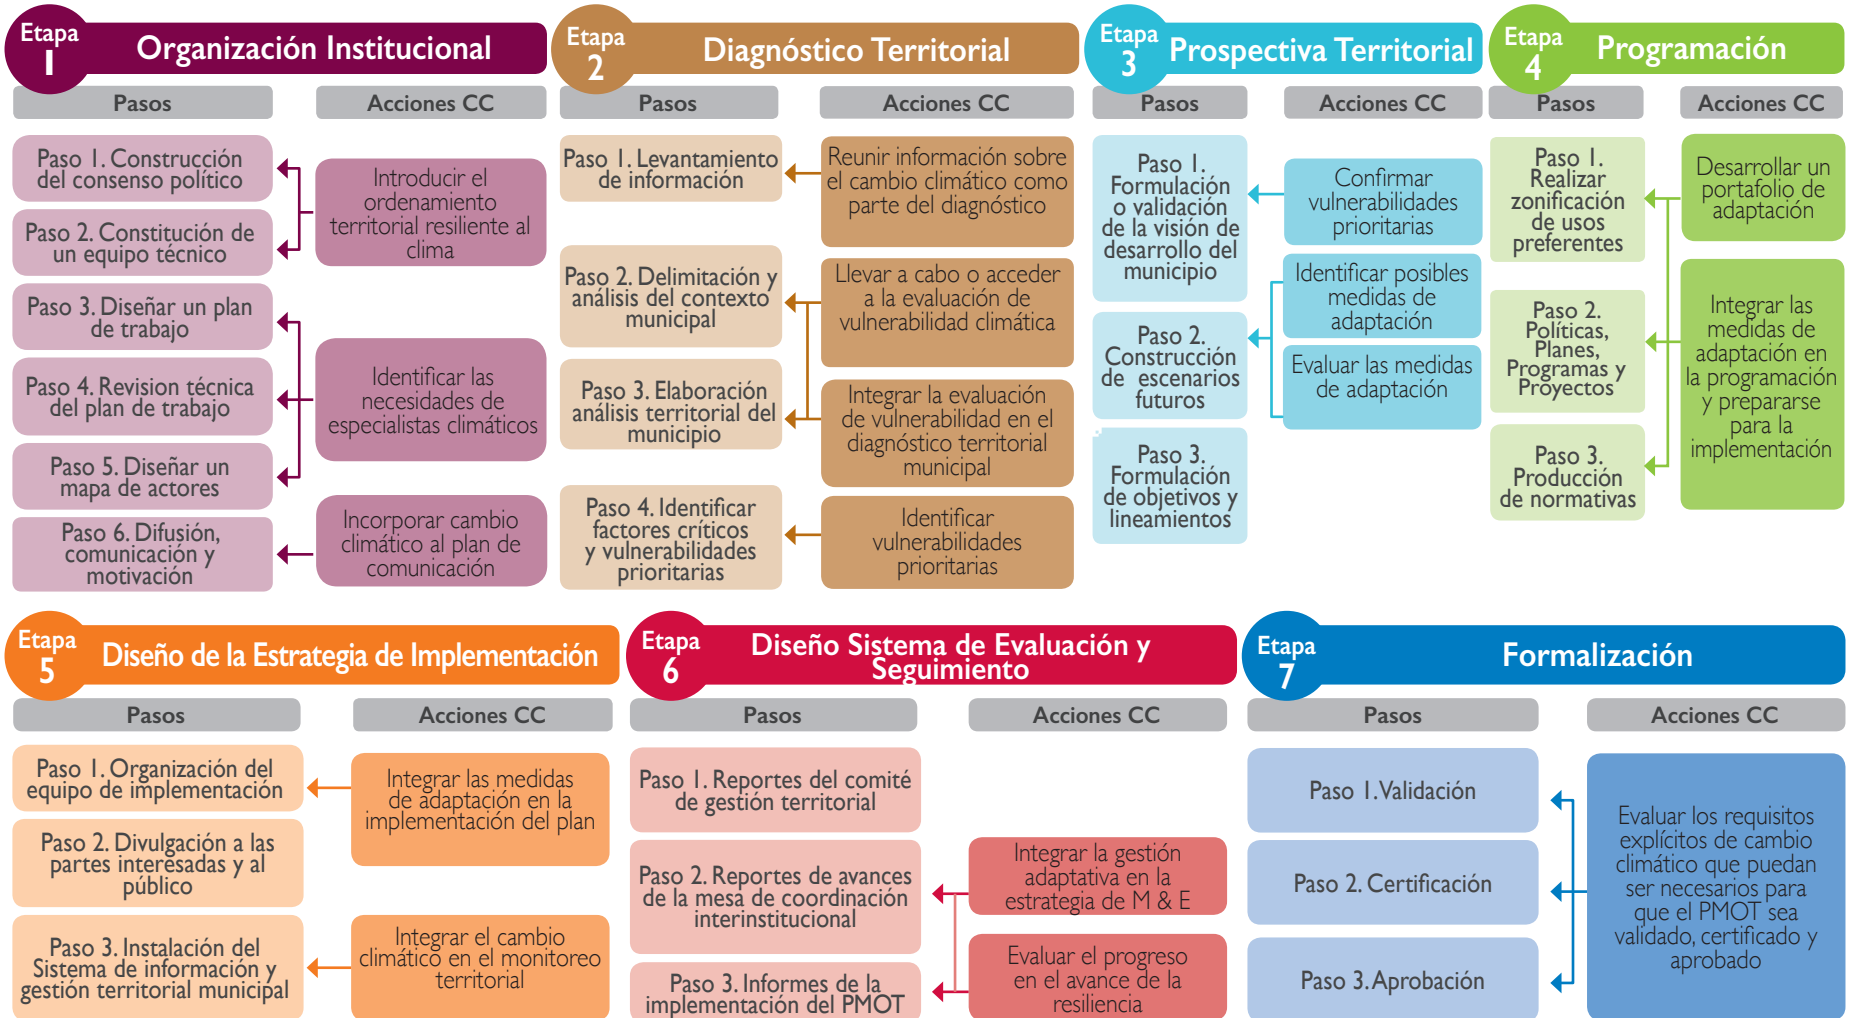 Etapa
1
Organización Institucional
Pasos
Acciones CC
Paso 1. Construcción
del consenso político
Paso 2. Constitución de
un equipo técnico
Paso 3. Diseñar un plan
de trabajo
Paso 4. Revision técnica
del plan de trabajo
Paso 5. Diseñar un
mapa de actores
Paso 6. Difusión,
comunicación y
motivación
Introducir el
ordenamiento
territorial resiliente al
clima
Identificar las
necesidades de
especialistas climáticos
Incorporar cambio
climático al plan de
comunicación
Etapa
2
Diagnóstico Territorial
Pasos
Acciones CC
Paso 1. Levantamiento
de información
Paso 2. Delimitación y
análisis del contexto
municipal
Paso 3. Elaboración
análisis territorial del
municipio
Paso 4. Identificar
factores críticos
y vulnerabilidades
prioritarias
Reunir información sobre
el cambio climático como
parte del diagnóstico
Llevar a cabo o acceder
a la evaluación de
vulnerabilidad climática
Integrar la evaluación
de vulnerabilidad en el
diagnóstico territorial
municipal
Identificar
vulnerabilidades
prioritarias
Etapa
3
Prospectiva Territorial
Pasos
Acciones CC
Paso 1.
Formulación
o validación
de la visión de
desarrollo del
municipio
Paso 2.
Construcción
de escenarios
futuros
Paso 3.
Formulación
de objetivos y
lineamientos
Confirmar
vulnerabilidades
prioritarias
Identificar posibles
medidas de
adaptación
Evaluar las medidas
de adaptación
Etapa
4
Programación
Pasos
Acciones CC
Paso 1.
Realizar
zonificación
de usos
preferentes
Paso 2.
Políticas,
Planes,
Programas y
Proyectos
Paso 3.
Producción
de normativas
Desarrollar un
portafolio de
adaptación
Integrar las
medidas de
adaptación en
la programación
y prepararse
para la
implementación
Etapa
5
Diseño de la Estrategia de Implementación
Pasos
Acciones CC
Paso 1. Organización del
equipo de implementación
Paso 2. Divulgación a las
partes interesadas y al
público
Paso 3. Instalación del
Sistema de información y
gestión territorial municipal
Integrar las medidas
de adaptación en la
implementación del plan
Integrar el cambio
climático en el monitoreo
territorial
Etapa
6
Diseño Sistema de Evaluación y
Seguimiento
Pasos
Acciones CC
Paso 1. Reportes del comité
de gestión territorial
Paso 2. Reportes de avances
de la mesa de coordinación
interinstitucional
Paso 3. Informes de la
implementación del PMOT
Integrar la gestión
adaptativa en la
estrategia de M & E
Evaluar el progreso
en el avance de la
resiliencia
Etapa
7
Formalización
Pasos
Acciones CC
Paso 1. Validación
Paso 2. Certificación
Paso 3. Aprobación
Evaluar los requisitos
explícitos de cambio
climático que puedan
ser necesarios para
que el PMOT sea
validado, certificado y
aprobado